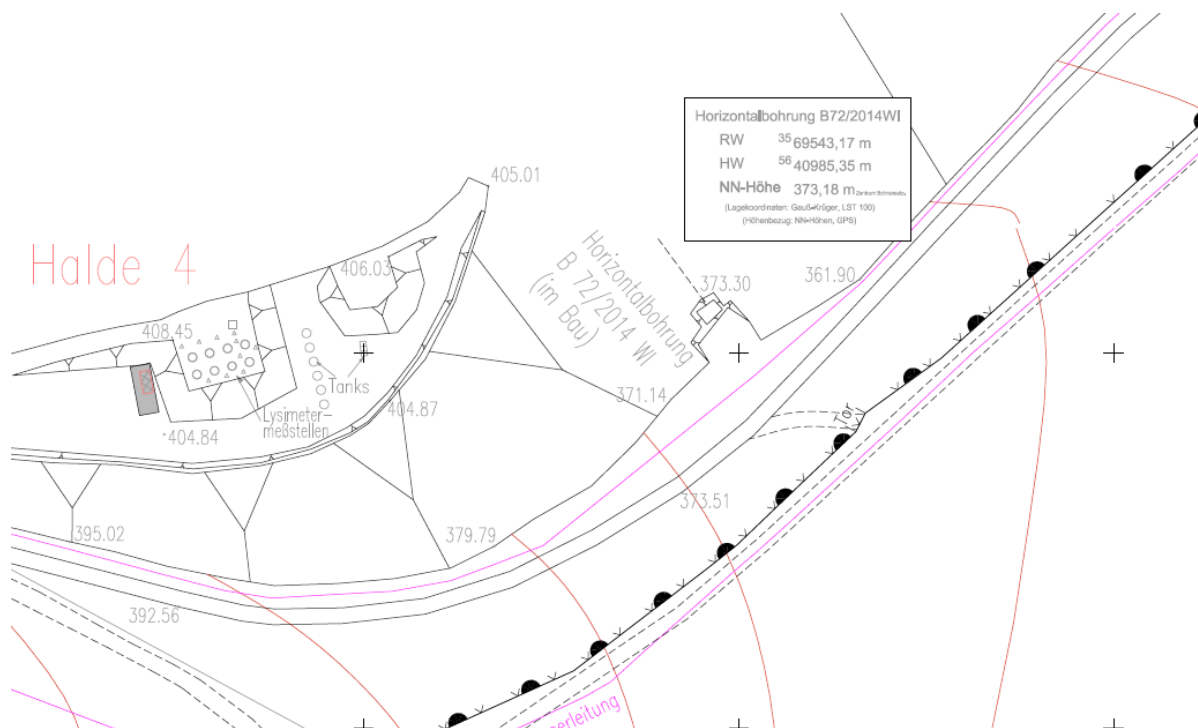 Horizontalbohrung B72/2014WI
RW 35 69543,17 m
HW 56 40985,35 m
NN-Höhe 373,18 m
(Lagekoordinaten: Gauß-Krüger, LST 100)
(Höhenbezug: NN-Höhen, GPS)
405.01
Halde 4
406.03
Horizontalbohrung
B 72/2014 WI
(im Bau)
373.30
361.90
408.45
Tanks
371.14
Lysimeter-
meßstellen
404.87
404.84
Tor
373.51
395.02
379.79
392.56
erleitung